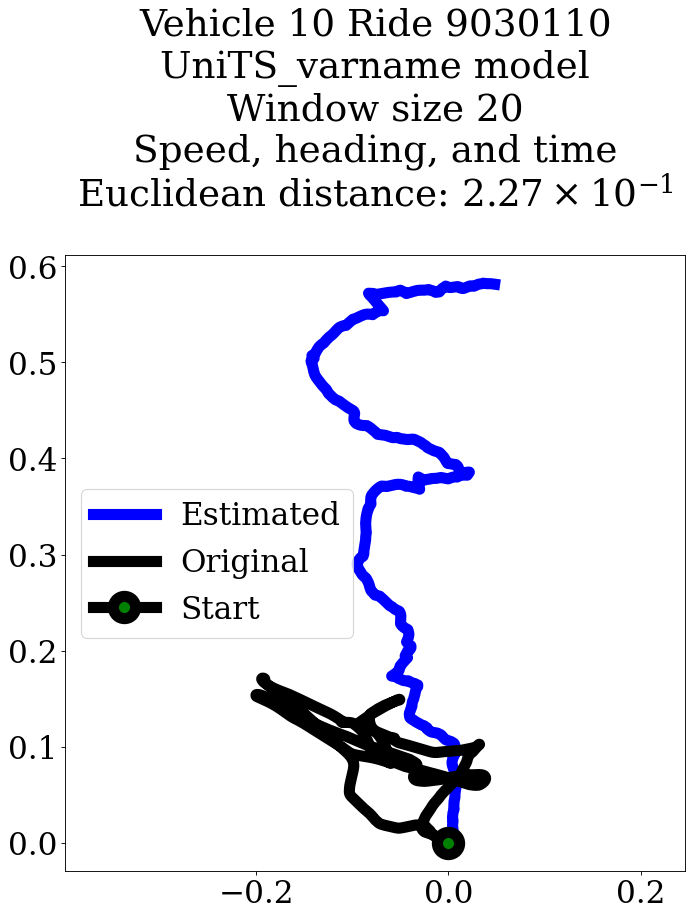 Vehicle 10 Ride 9030110
UniTS_varname model
Window size 20
Speed, heading, and time
Euclidean distance: 2.27 × 10⁻¹
0.6
0.5
0.4
0.3
0.2
0.1
0.0
Estimated
Original
Start
−0.2
0.0
0.2